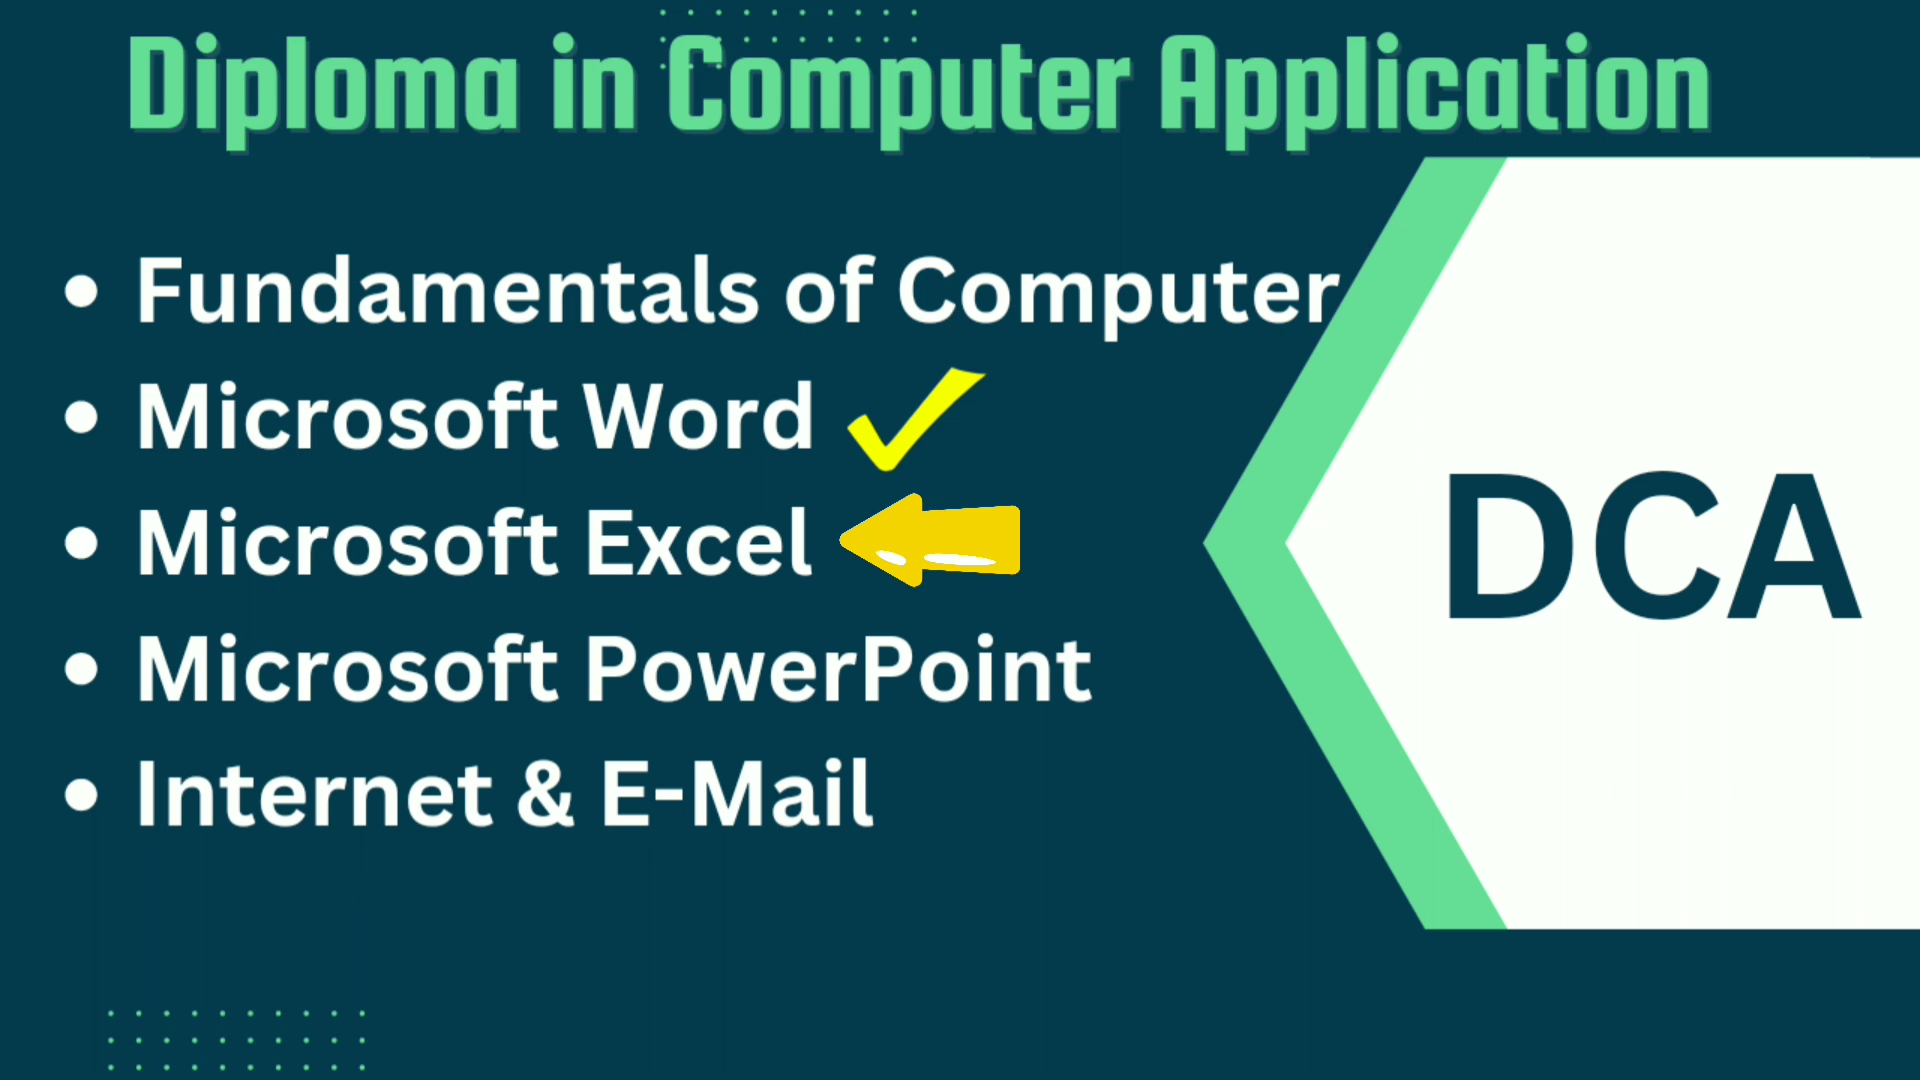 Diploma in Computer Application
• Fundamentals of Computer
• Microsoft Word
• Microsoft Excel
• Microsoft PowerPoint
• Internet & E-Mail
DCA